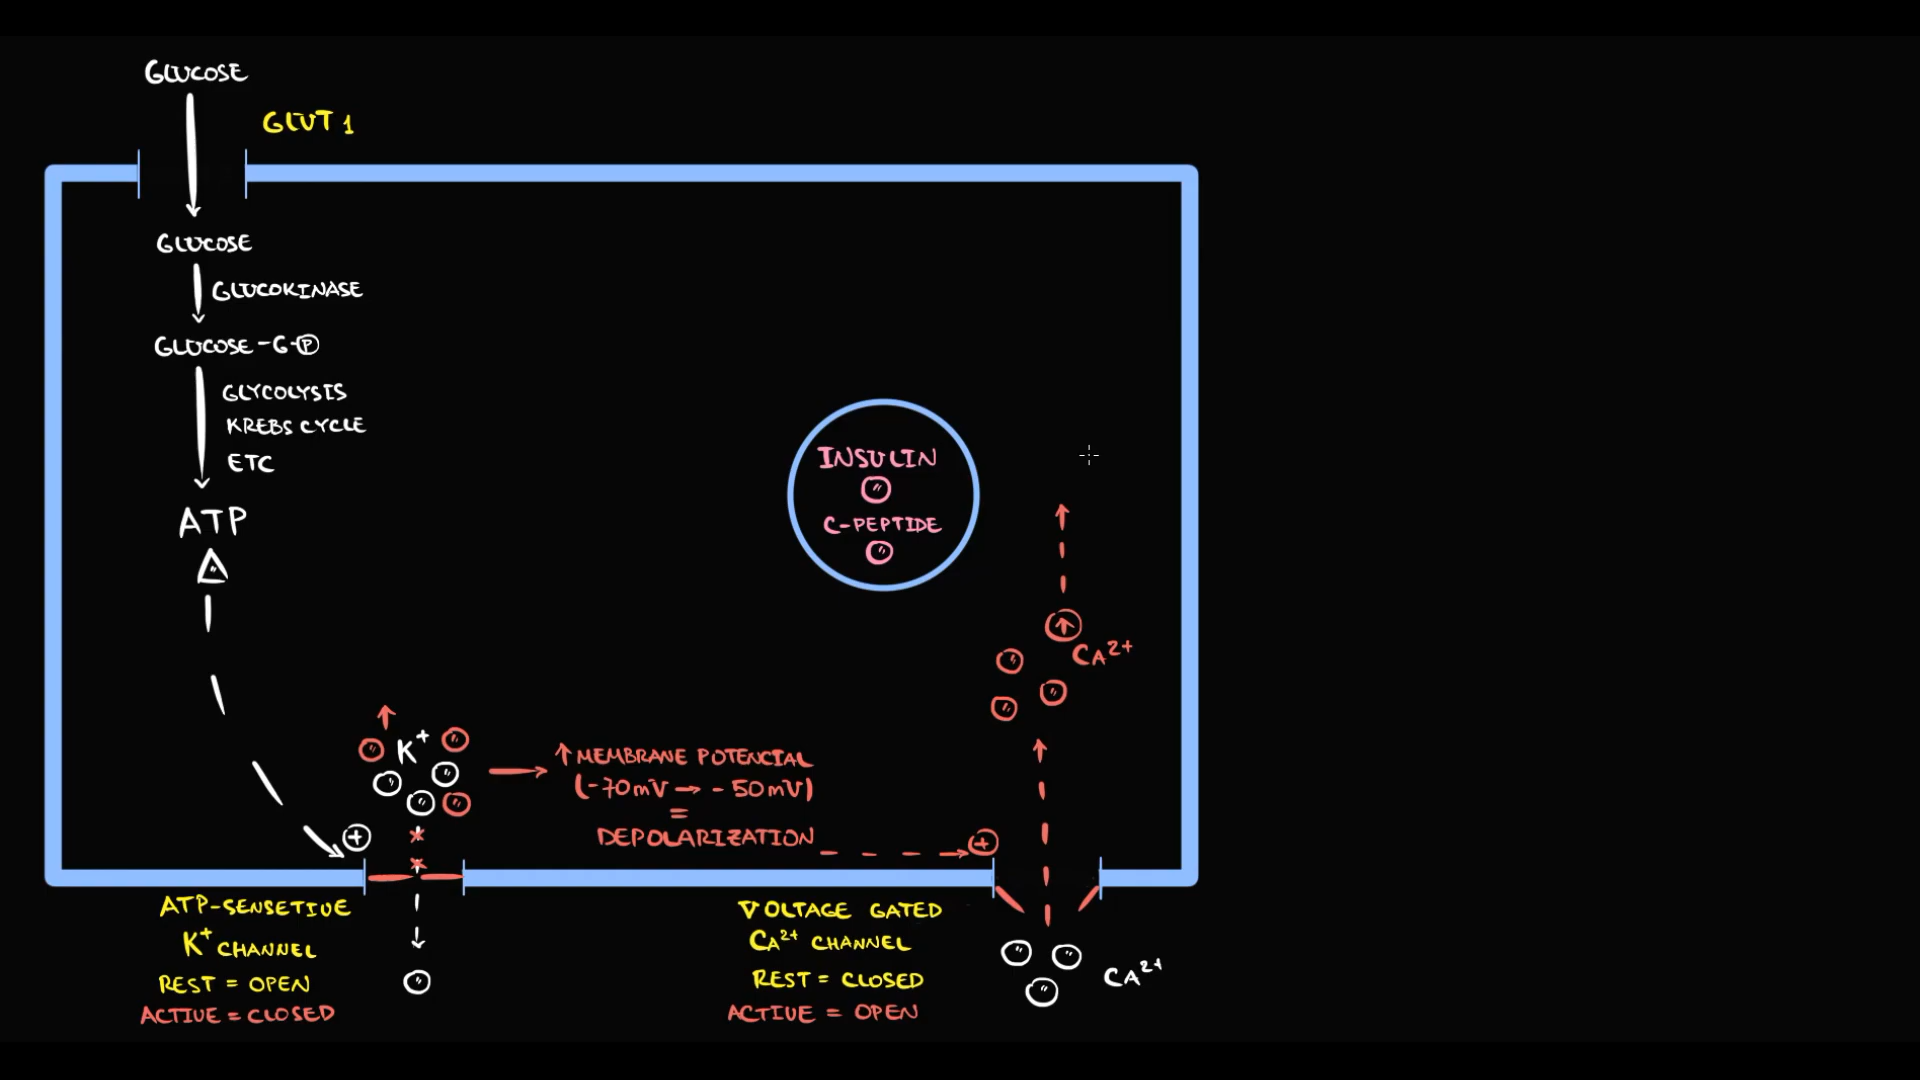 GLUCOSE
GLUT 1
GLUCOSE
GLUCOKINASE
GLUCOSE-6-P
GLYCOLYSIS
KREBS CYCLE
ETC
ATP
INSULIN
C-PEPTIDE
CA2+
K+
↑ MEMBRANE POTENCIAL
(-70mV → -50mV)
=
DEPOLARIZATION
+
+
ATP-SENSETIVE
K+ CHANNEL
REST = OPEN
ACTIVE = CLOSED
VOLTAGE GATED
CA2+ CHANNEL
REST = CLOSED
ACTIVE = OPEN
CA2+